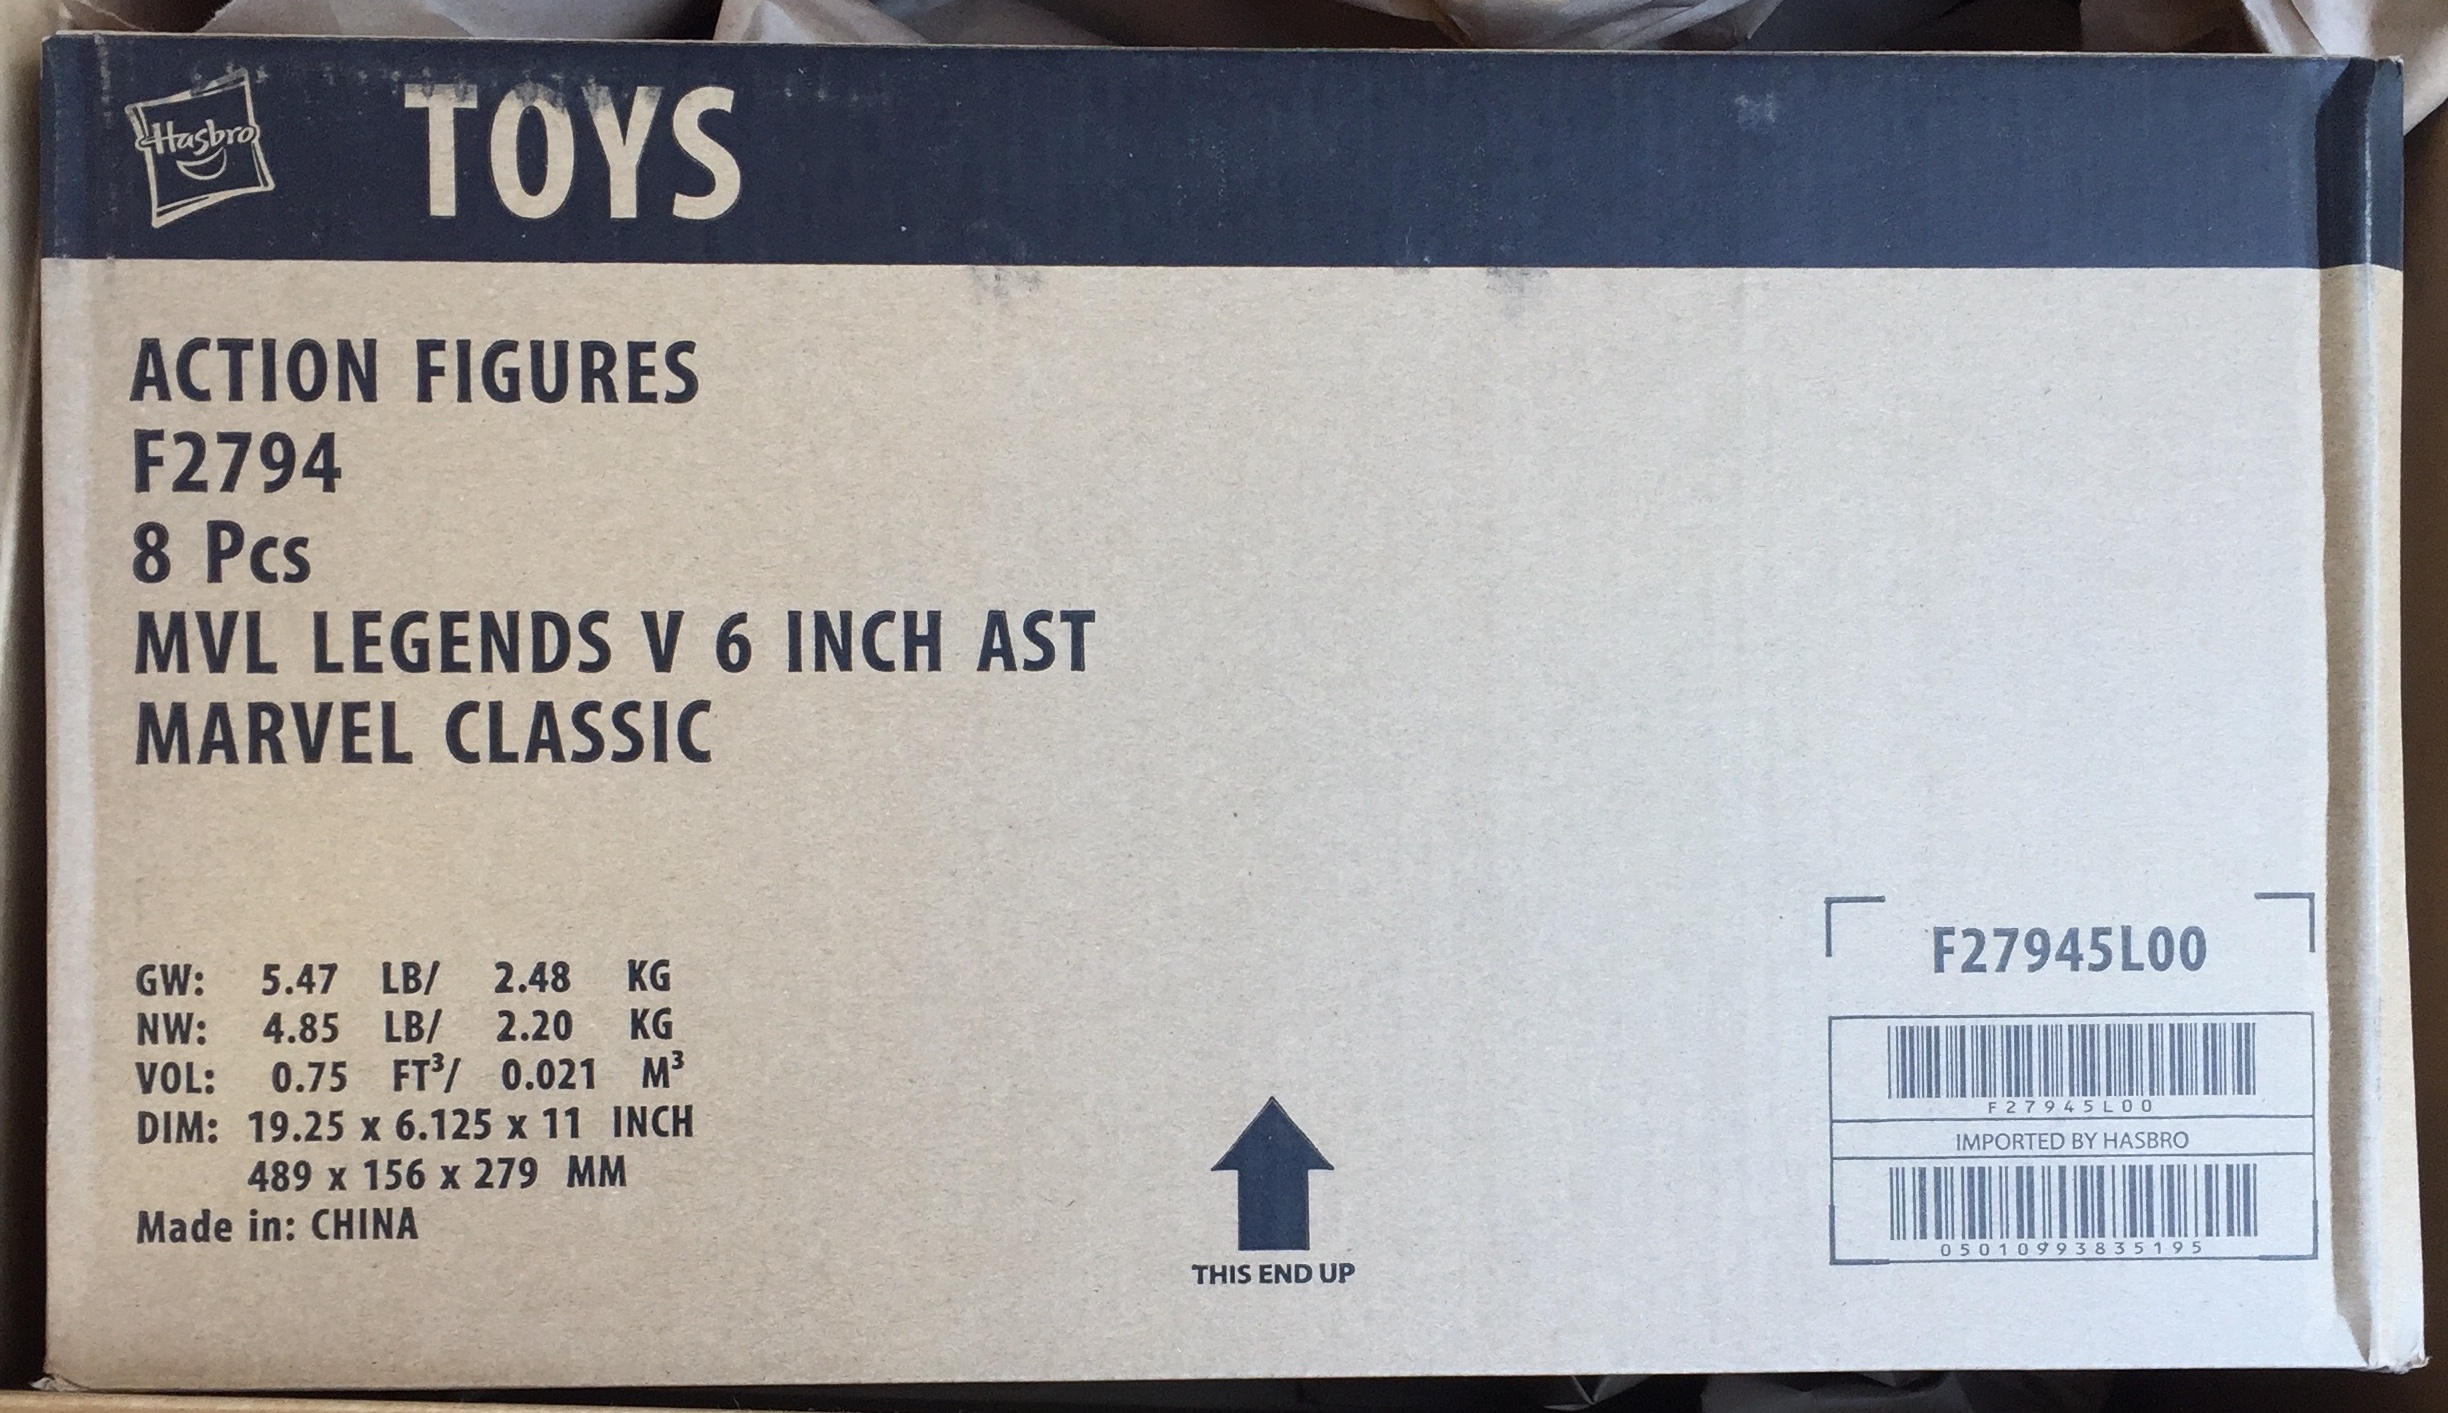 Hasbro TOYS
ACTION FIGURES
F2794
8 Pcs
MVL LEGENDS V 6 INCH AST
MARVEL CLASSIC
GW: 5.47 LB/ 2.48 KG
NW: 4.85 LB/ 2.20 KG
VOL: 0.75 FT³/ 0.021 M³
DIM: 19.25 x 6.125 x 11 INCH
489 x 156 x 279 MM
Made in: CHINA
THIS END UP
F27945L00
F27945L00
IMPORTED BY HASBRO
05010993835195